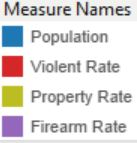 Measure Names
Population
Violent Rate
Property Rate
Firearm Rate